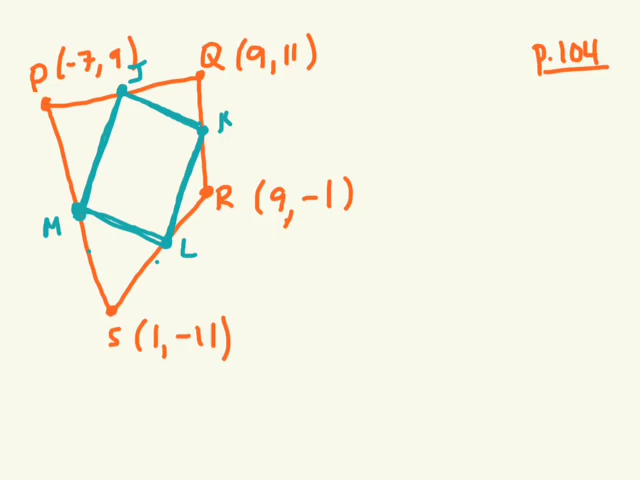 P (-7, 9)
J
Q (9, 11)
p.104
K
R (9, -1)
M
L
S (1, -11)